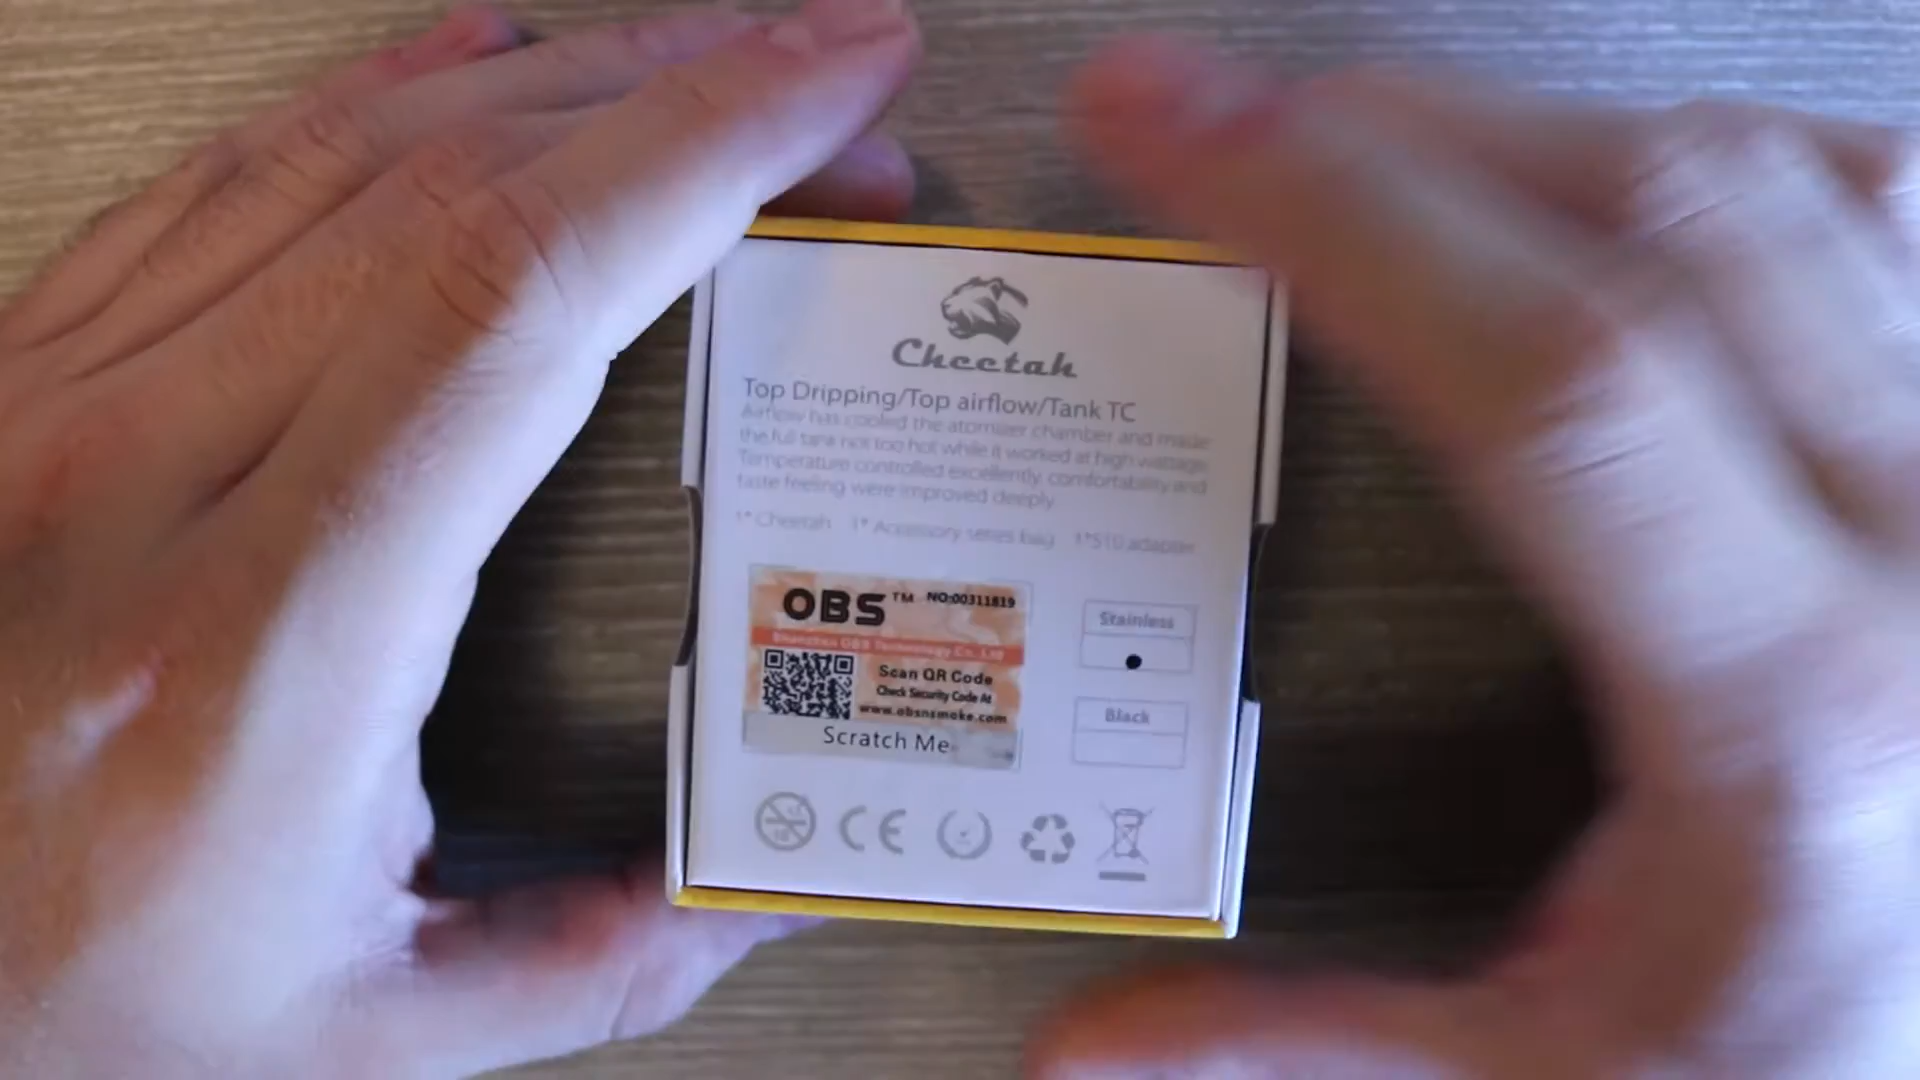 Cheetah
Top Dripping/Top airflow/Tank TC
Airflow has cooled the atomizer chamber and made
the full tank not too hot while it worked at high wattage.
Temperature controlled excellently, comfortability and
taste feeling were improved deeply.
1* Cheetah 1* Accessory series bag 1*510 adapter
OBS™ NO:00311819
Shenzhen OBS Technology Co., Ltd
Scan QR Code
Check Security Code At
www.obsnsmoke.com
Scratch Me
Stainless
Black
CE